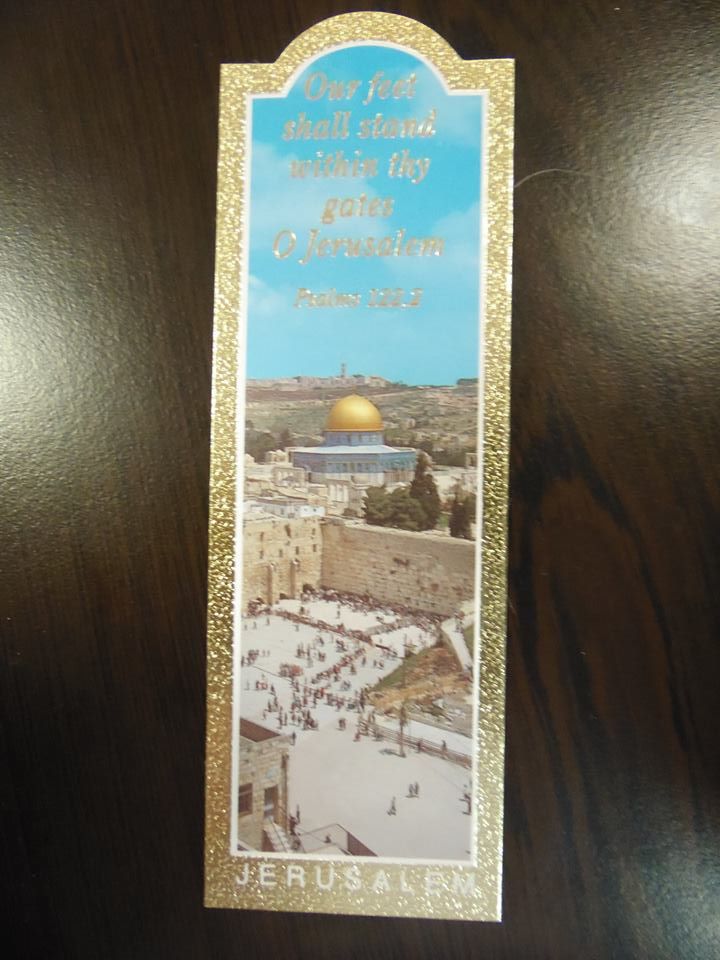 Our feet
shall stand
within thy
gates
O Jerusalem
Psalms 122,2
JERUSALEM